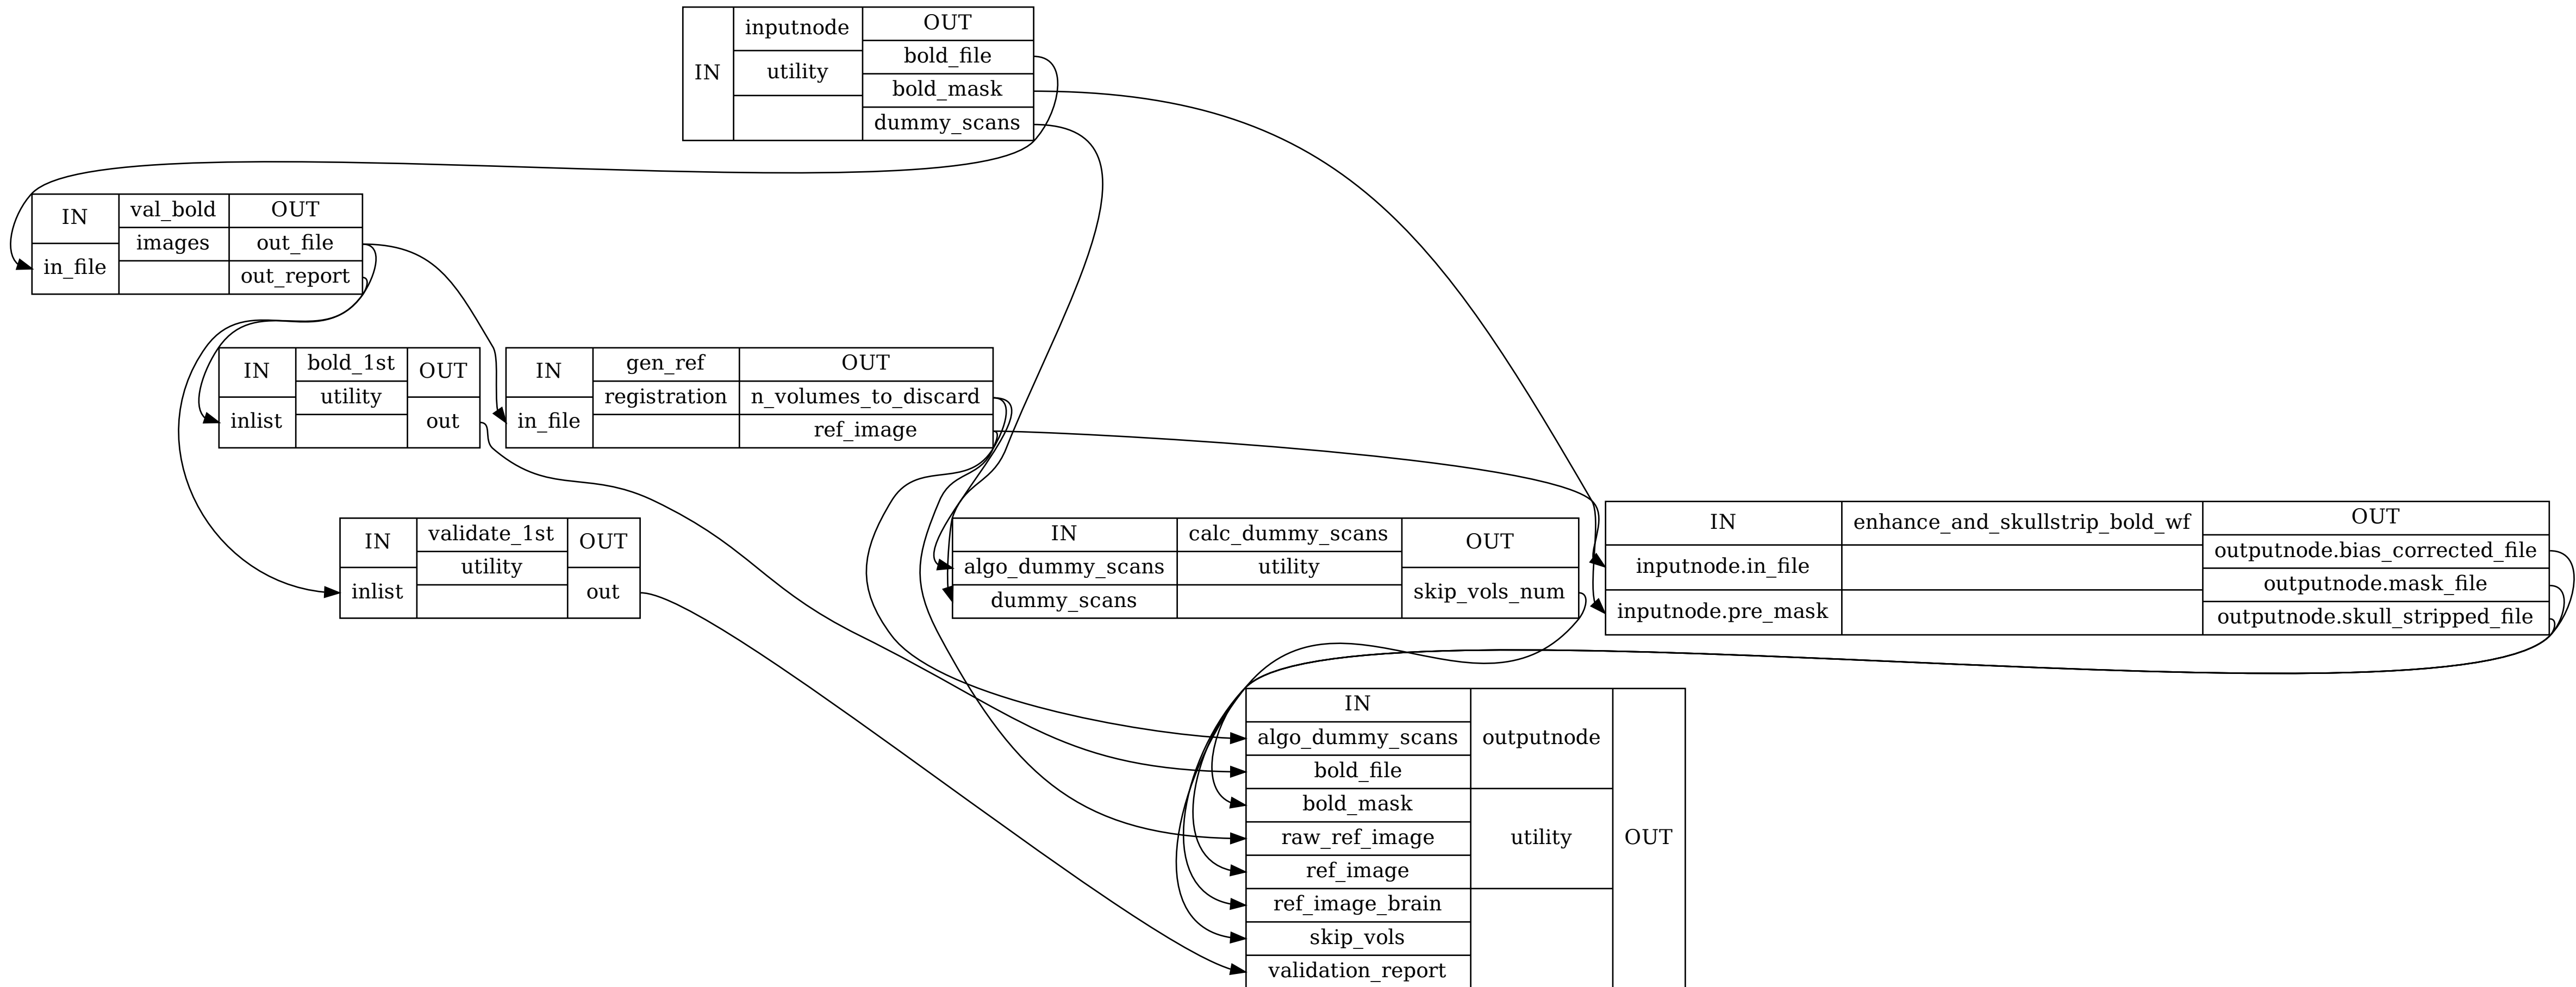 IN
inputnode
utility
OUT
bold_file
bold_mask
dummy_scans
IN
in_file
val_bold
images
OUT
out_file
out_report
IN
inlist
bold_1st
utility
OUT
out
IN
in_file
gen_ref
registration
OUT
n_volumes_to_discard
ref_image
IN
inlist
validate_1st
utility
OUT
out
IN
algo_dummy_scans
dummy_scans
calc_dummy_scans
utility
OUT
skip_vols_num
IN
inputnode.in_file
inputnode.pre_mask
enhance_and_skullstrip_bold_wf
OUT
outputnode.bias_corrected_file
outputnode.mask_file
outputnode.skull_stripped_file
IN
algo_dummy_scans
bold_file
bold_mask
raw_ref_image
ref_image
ref_image_brain
skip_vols
validation_report
outputnode
utility
OUT